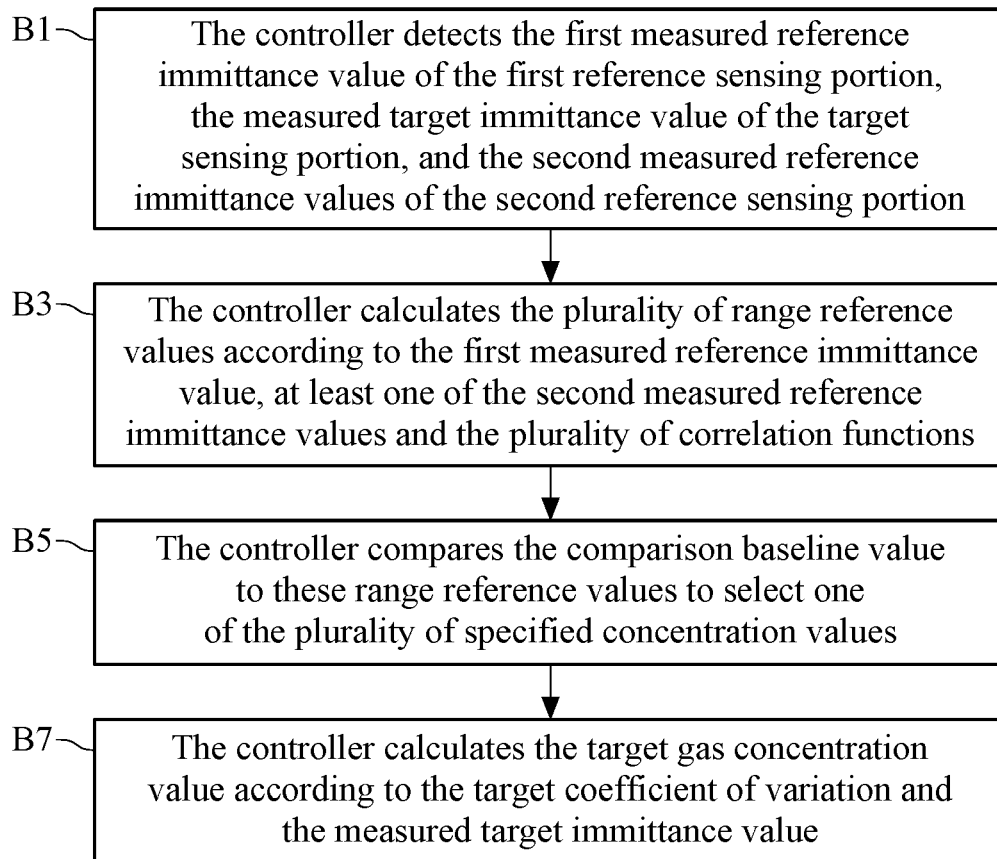 B1
The controller detects the first measured reference
immittance value of the first reference sensing portion,
the measured target immittance value of the target
sensing portion, and the second measured reference
immittance values of the second reference sensing portion
B3
The controller calculates the plurality of range reference
values according to the first measured reference immittance
value, at least one of the second measured reference
immittance values and the plurality of correlation functions
B5
The controller compares the comparison baseline value
to these range reference values to select one
of the plurality of specified concentration values
B7
The controller calculates the target gas concentration
value according to the target coefficient of variation and
the measured target immittance value